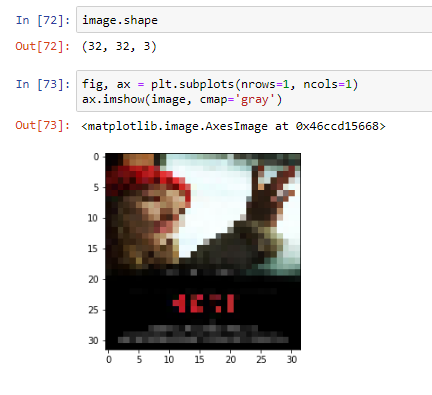 In [72]: image.shape
Out[72]: (32, 32, 3)
In [73]: fig, ax = plt.subplots(nrows=1, ncols=1)
ax.imshow(image, cmap='gray')
Out[73]: <matplotlib.image.AxesImage at 0x46ccd15668>
0
5
10
15
20
25
30
0 5 10 15 20 25 30